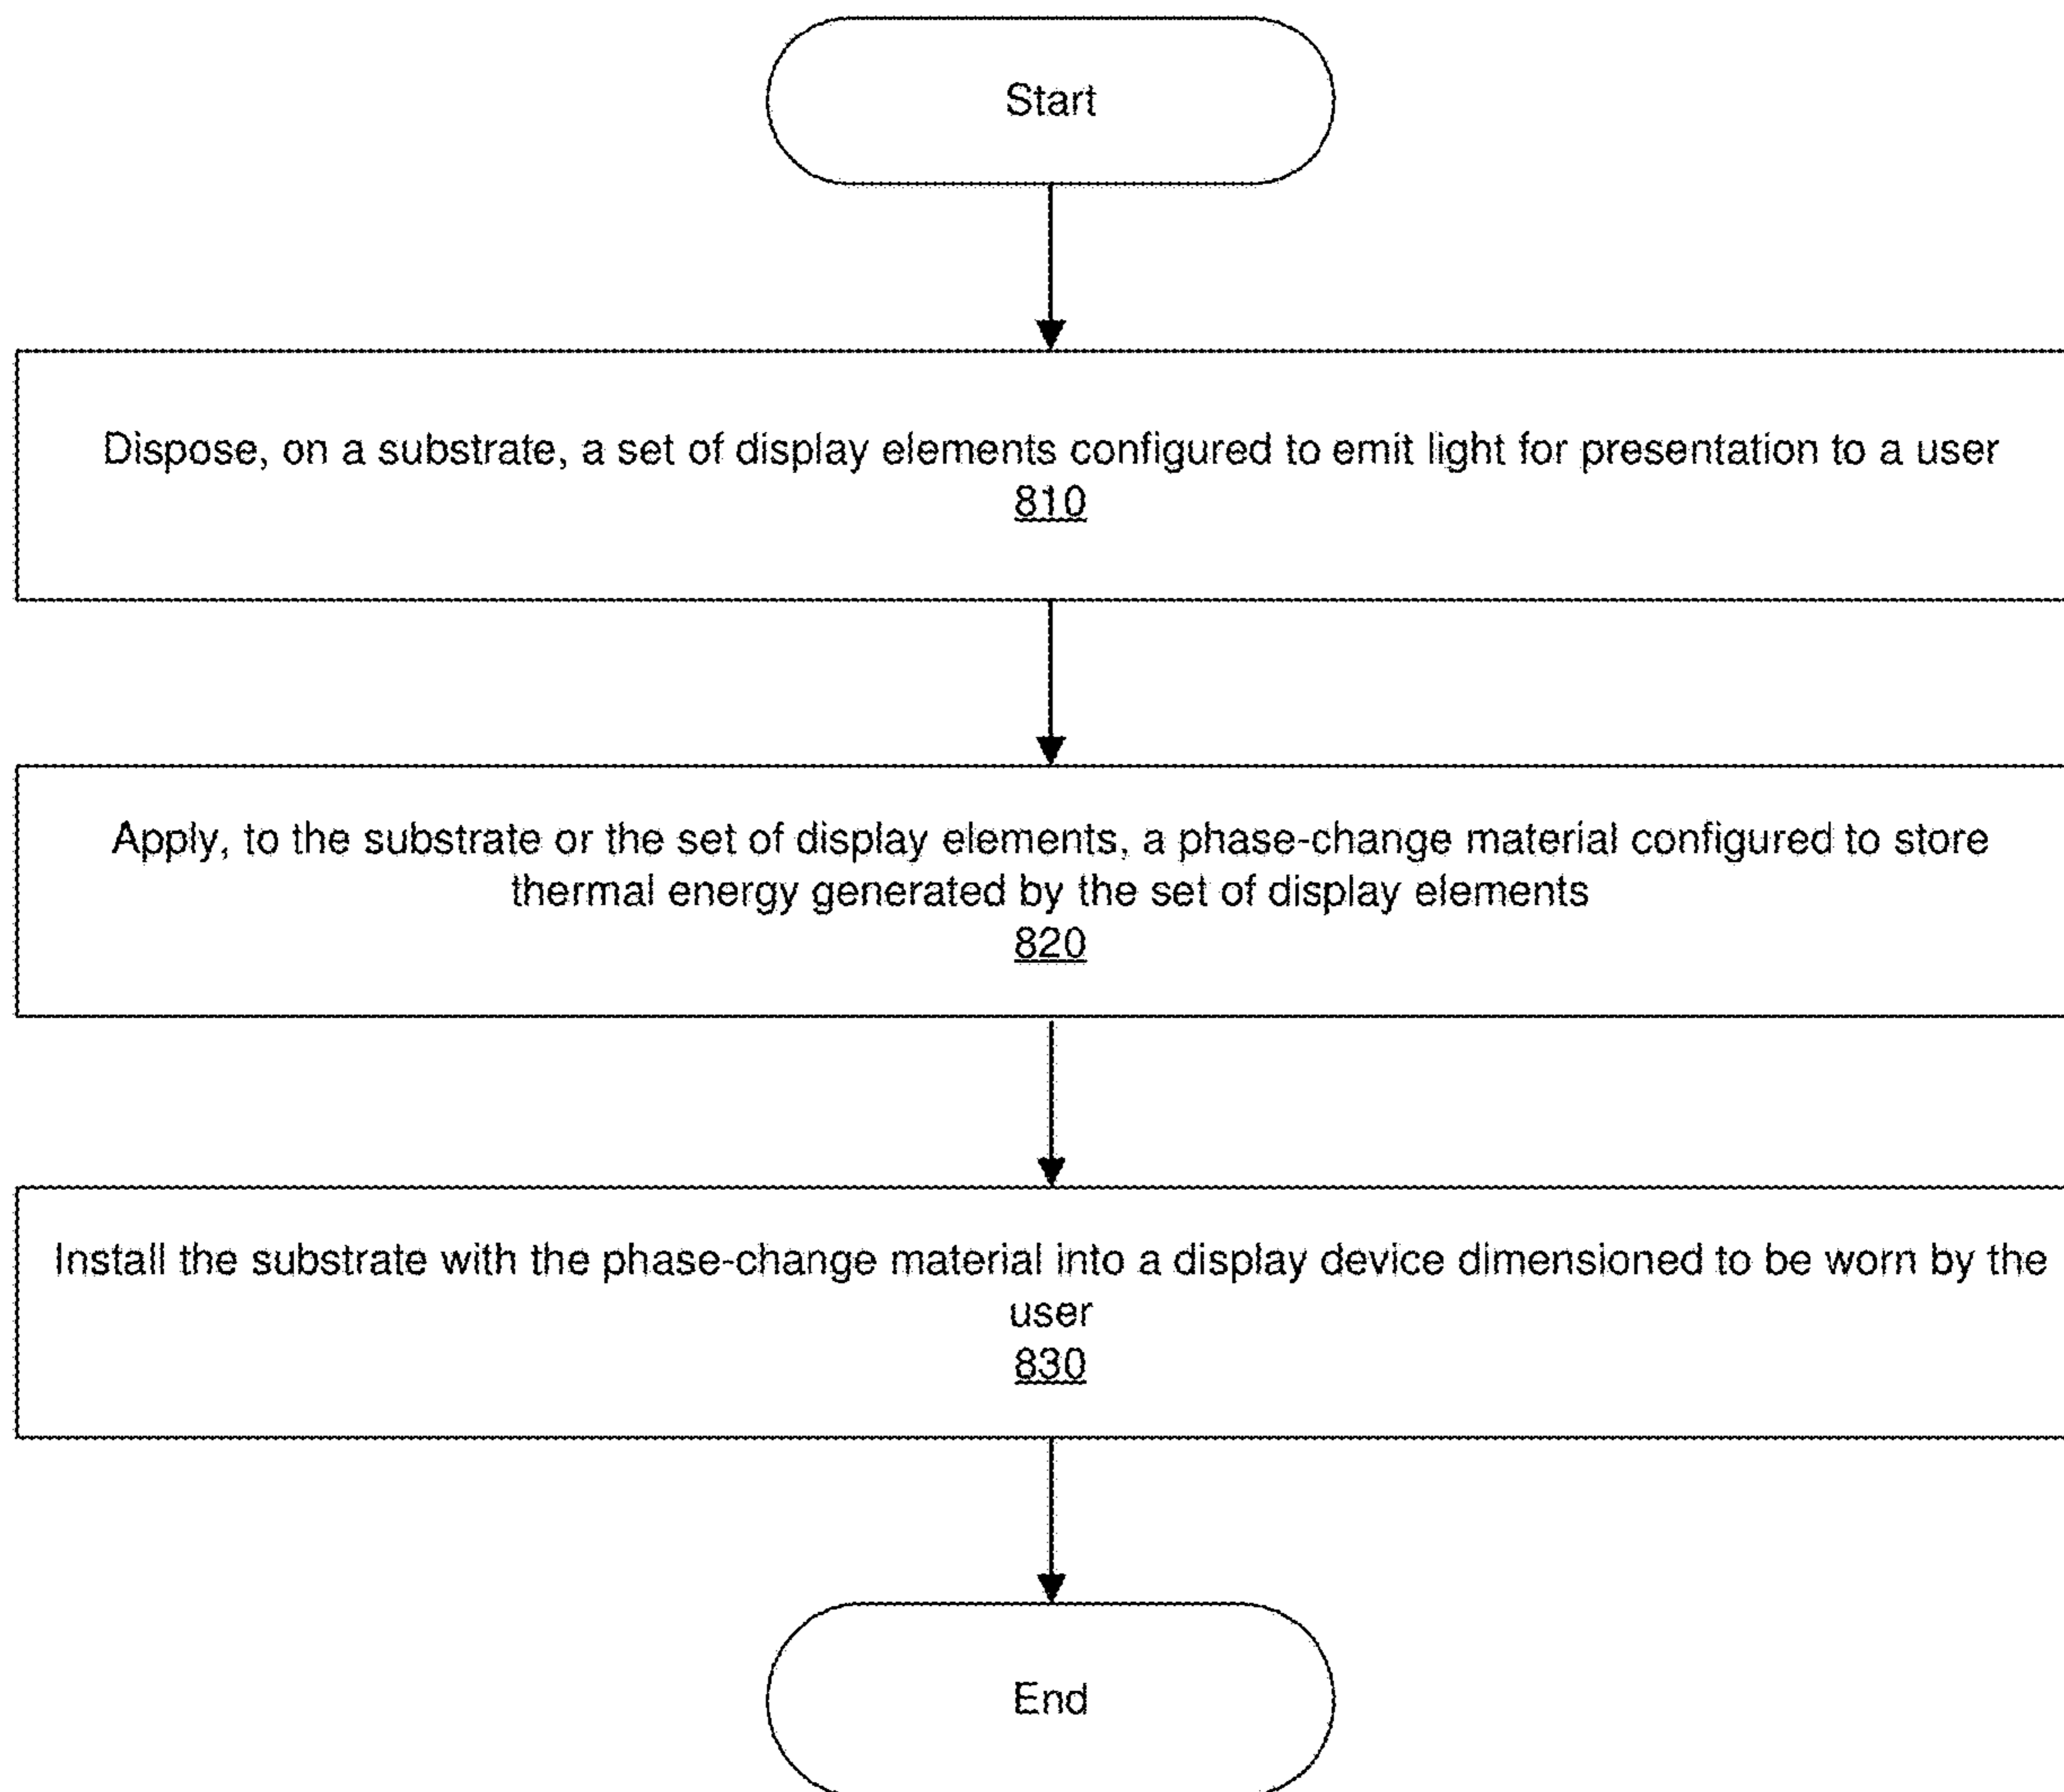 Start
Dispose, on a substrate, a set of display elements configured to emit light for presentation to a user
810
Apply, to the substrate or the set of display elements, a phase-change material configured to store
thermal energy generated by the set of display elements
820
Install the substrate with the phase-change material into a display device dimensioned to be worn by the
user
830
End